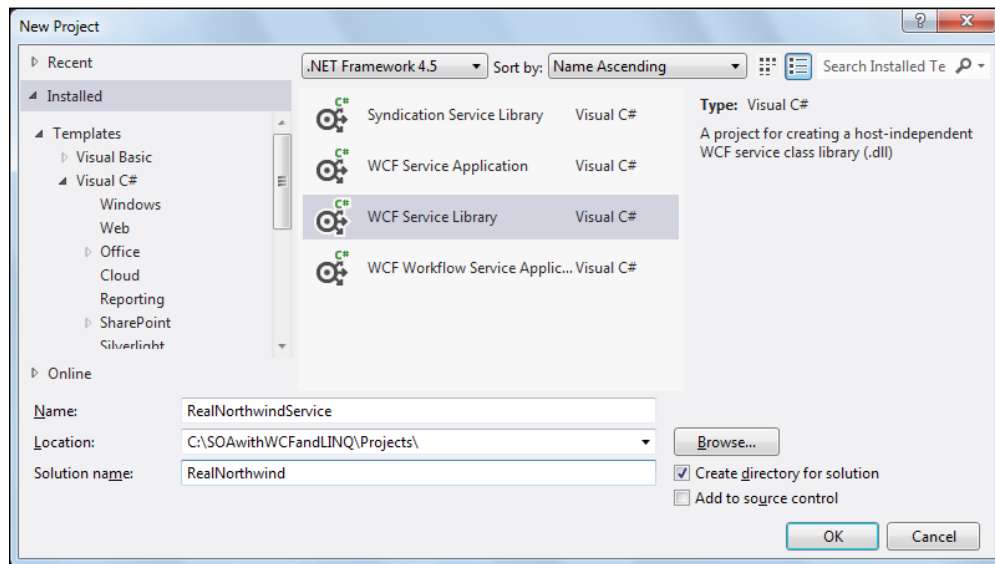 New Project
Recent
.NET Framework 4.5 Sort by: Name Ascending Search Installed Te
Installed
Templates
Visual Basic
Visual C#
Windows
Web
Office
Cloud
Reporting
SharePoint
Silverlight
Online
C# Syndication Service Library Visual C#
C# WCF Service Application Visual C#
C# WCF Service Library Visual C#
C# WCF Workflow Service Applic... Visual C#
Type: Visual C#
A project for creating a host-independent
WCF service class library (.dll)
Name: RealNorthwindService
Location: C:\SOAwithWCFandLINQ\Projects\ Browse...
Solution name: RealNorthwind
Create directory for solution
Add to source control
OK Cancel